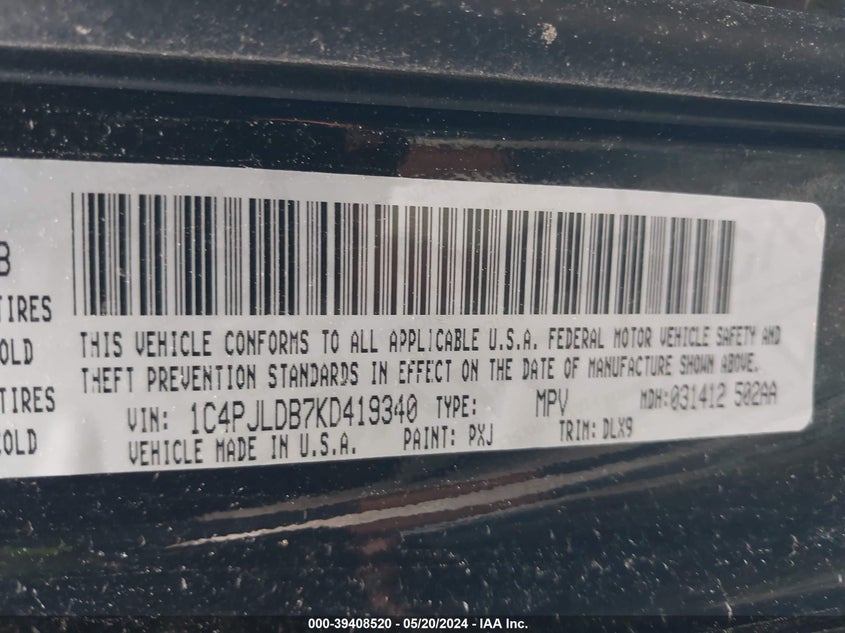 B
TIRES
OLD
TIRES
COLD
THIS VEHICLE CONFORMS TO ALL APPLICABLE U.S.A. FEDERAL MOTOR VEHICLE SAFETY AND
THEFT PREVENTION STANDARDS IN EFFECT ON THE DATE OF MANUFACTURE SHOWN ABOVE.
VIN: 1C4PJLDB7KD419340 TYPE: MPV MDH:031412 502AA
VEHICLE MADE IN U.S.A. PAINT: PXJ TRIM: DLX9
000-39408520 - 05/20/2024 - IAA Inc.